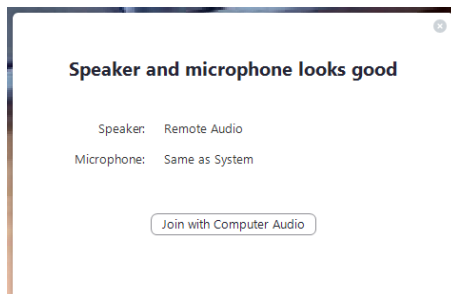 Speaker and microphone looks good
Speaker: Remote Audio
Microphone: Same as System
Join with Computer Audio